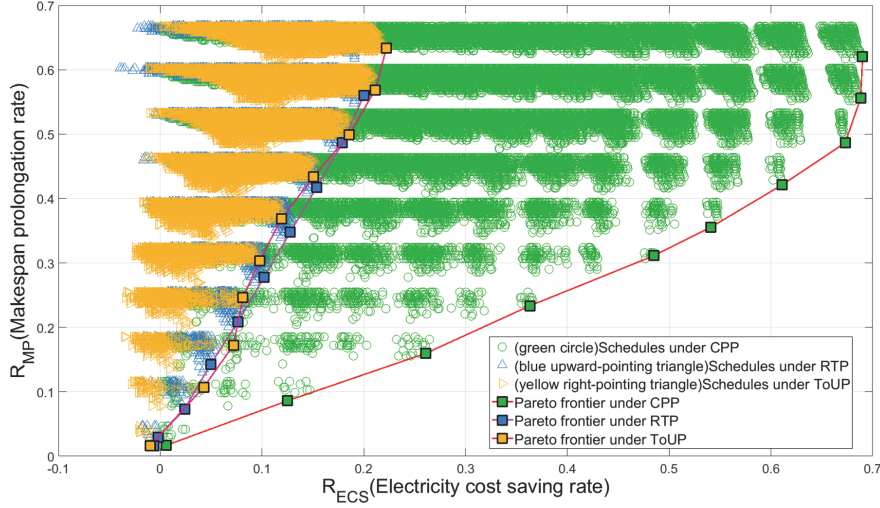 0.7
0.6
0.5
0.4
0.3
0.2
0.1
0
R_MP(Makespan prolongation rate)
-0.1 0 0.1 0.2 0.3 0.4 0.5 0.6 0.7
R_ECS(Electricity cost saving rate)
(green circle)Schedules under CPP
(blue upward-pointing triangle)Schedules under RTP
(yellow right-pointing triangle)Schedules under ToUP
Pareto frontier under CPP
Pareto frontier under RTP
Pareto frontier under ToUP